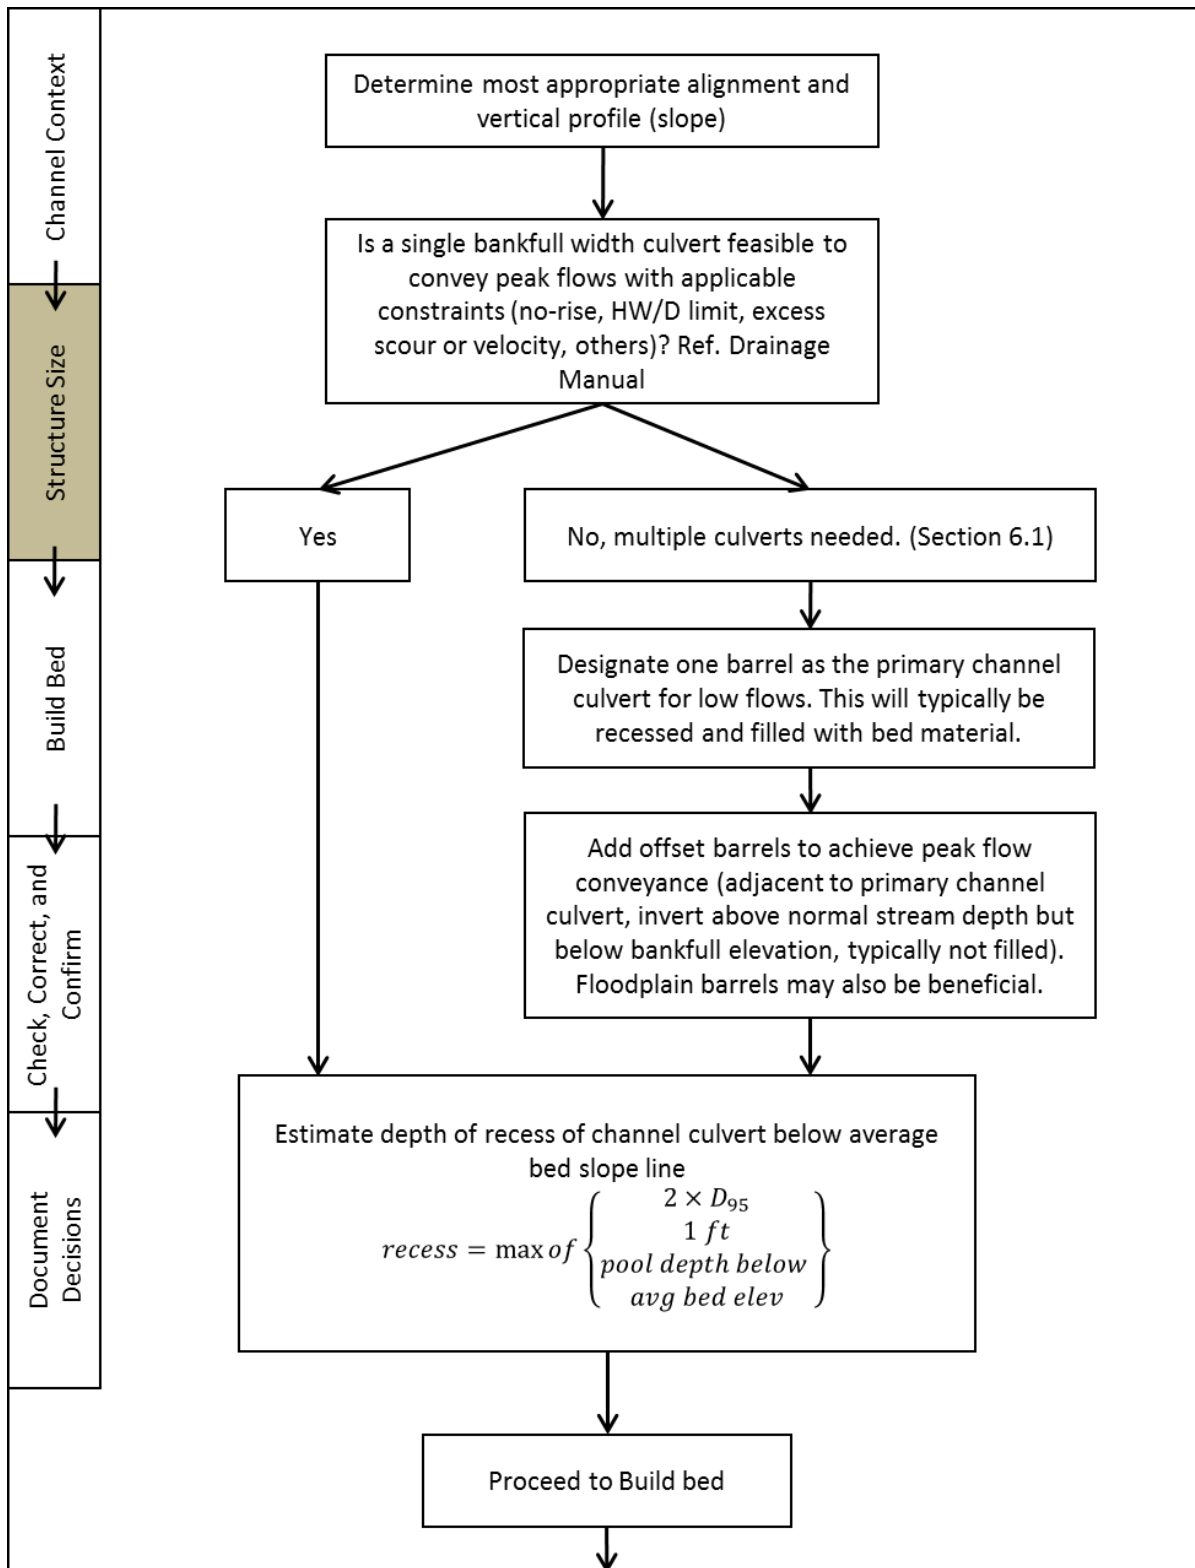 Channel Context
Structure Size
Build Bed
Check, Correct, and
Confirm
Document
Decisions
Determine most appropriate alignment and
vertical profile (slope)
Is a single bankfull width culvert feasible to
convey peak flows with applicable
constraints (no-rise, HW/D limit, excess
scour or velocity, others)? Ref. Drainage
Manual
Yes
No, multiple culverts needed. (Section 6.1)
Designate one barrel as the primary channel
culvert for low flows. This will typically be
recessed and filled with bed material.
Add offset barrels to achieve peak flow
conveyance (adjacent to primary channel
culvert, invert above normal stream depth but
below bankfull elevation, typically not filled).
Floodplain barrels may also be beneficial.
Estimate depth of recess of channel culvert below average
bed slope line
recess = max of { 2 × D₉₅
1 ft
pool depth below
avg bed elev }
Proceed to Build bed